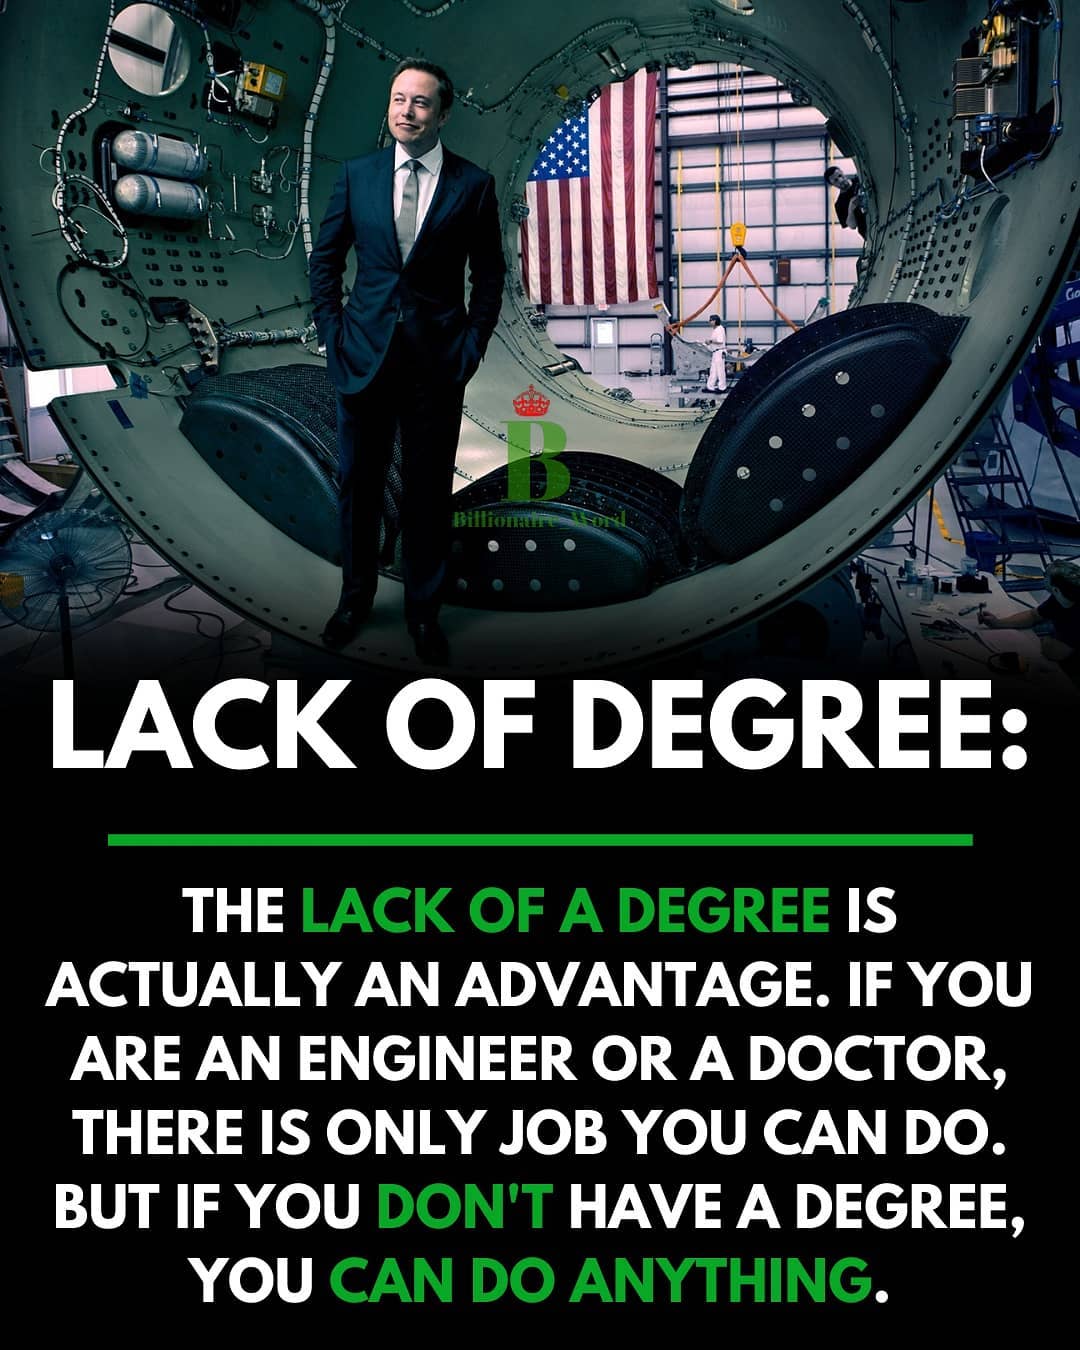 B
Billionaire Word
LACK OF DEGREE:
THE LACK OF A DEGREE IS
ACTUALLY AN ADVANTAGE. IF YOU
ARE AN ENGINEER OR A DOCTOR,
THERE IS ONLY JOB YOU CAN DO.
BUT IF YOU DON'T HAVE A DEGREE,
YOU CAN DO ANYTHING.